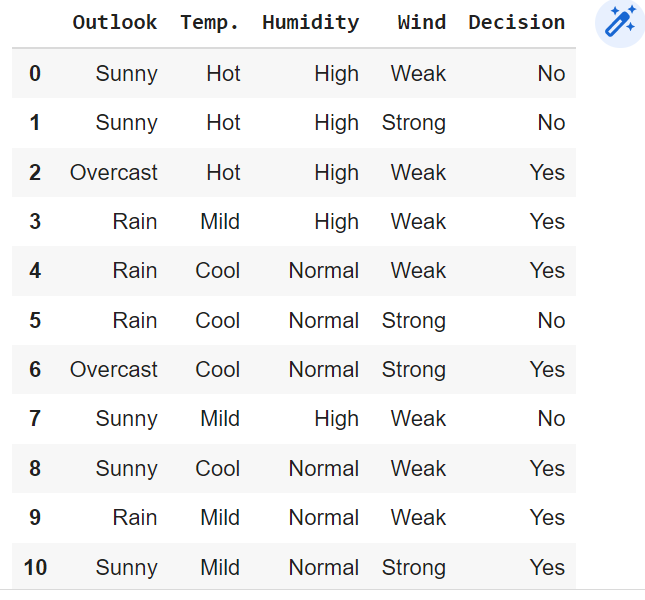 Outlook Temp. Humidity Wind Decision
0 Sunny Hot High Weak No
1 Sunny Hot High Strong No
2 Overcast Hot High Weak Yes
3 Rain Mild High Weak Yes
4 Rain Cool Normal Weak Yes
5 Rain Cool Normal Strong No
6 Overcast Cool Normal Strong Yes
7 Sunny Mild High Weak No
8 Sunny Cool Normal Weak Yes
9 Rain Mild Normal Weak Yes
10 Sunny Mild Normal Strong Yes